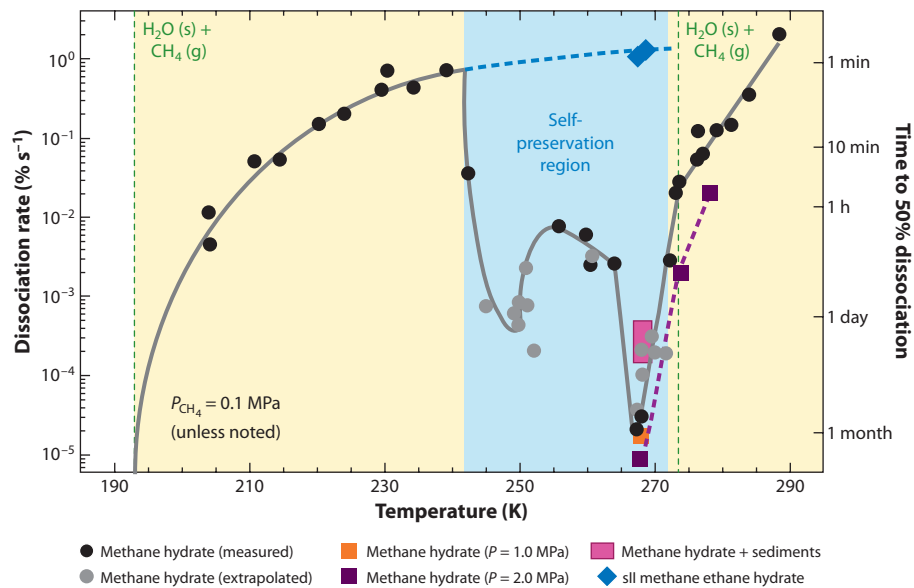 H₂O (s) +
CH₄ (g)
H₂O (s) +
CH₄ (g)
Self-
preservation
region
P_CH₄ = 0.1 MPa
(unless noted)
Dissociation rate (% s⁻¹)
10⁰
10⁻¹
10⁻²
10⁻³
10⁻⁴
10⁻⁵
Time to 50% dissociation
1 min
10 min
1 h
1 day
1 month
190 210 230 250 270 290
Temperature (K)
Methane hydrate (measured)
Methane hydrate (P = 1.0 MPa)
Methane hydrate + sediments
Methane hydrate (extrapolated)
Methane hydrate (P = 2.0 MPa)
sII methane ethane hydrate